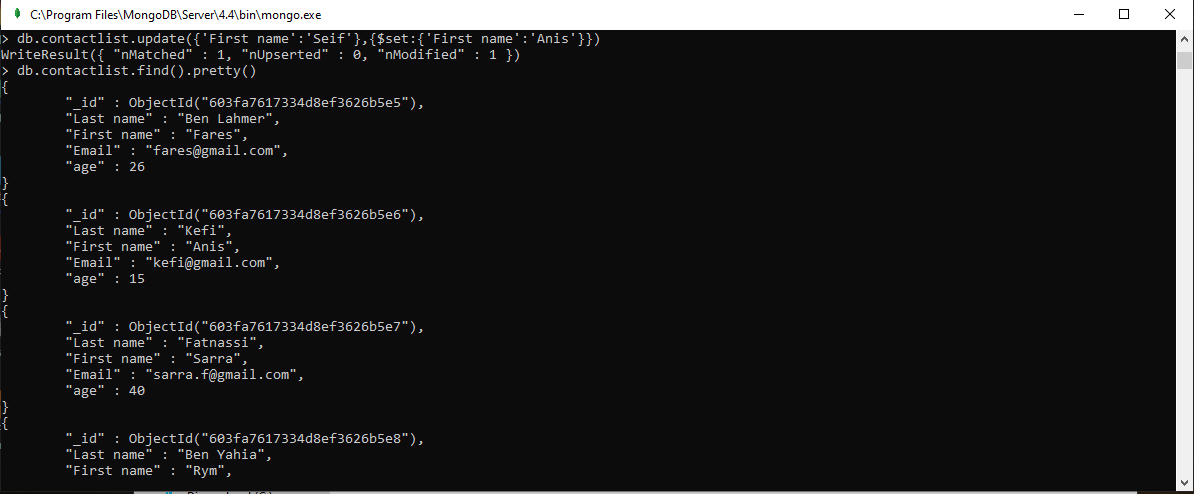 C:\Program Files\MongoDB\Server\4.4\bin\mongo.exe
> db.contactlist.update({'First name':'Seif'},{$set:{'First name':'Anis'}})
WriteResult({ "nMatched" : 1, "nUpserted" : 0, "nModified" : 1 })
> db.contactlist.find().pretty()
{
"_id" : ObjectId("603fa7617334d8ef3626b5e5"),
"Last name" : "Ben Lahmer",
"First name" : "Fares",
"Email" : "fares@gmail.com",
"age" : 26
}
{
"_id" : ObjectId("603fa7617334d8ef3626b5e6"),
"Last name" : "Kefi",
"First name" : "Anis",
"Email" : "kefi@gmail.com",
"age" : 15
}
{
"_id" : ObjectId("603fa7617334d8ef3626b5e7"),
"Last name" : "Fatnassi",
"First name" : "Sarra",
"Email" : "sarra.f@gmail.com",
"age" : 40
}
{
"_id" : ObjectId("603fa7617334d8ef3626b5e8"),
"Last name" : "Ben Yahia",
"First name" : "Rym",